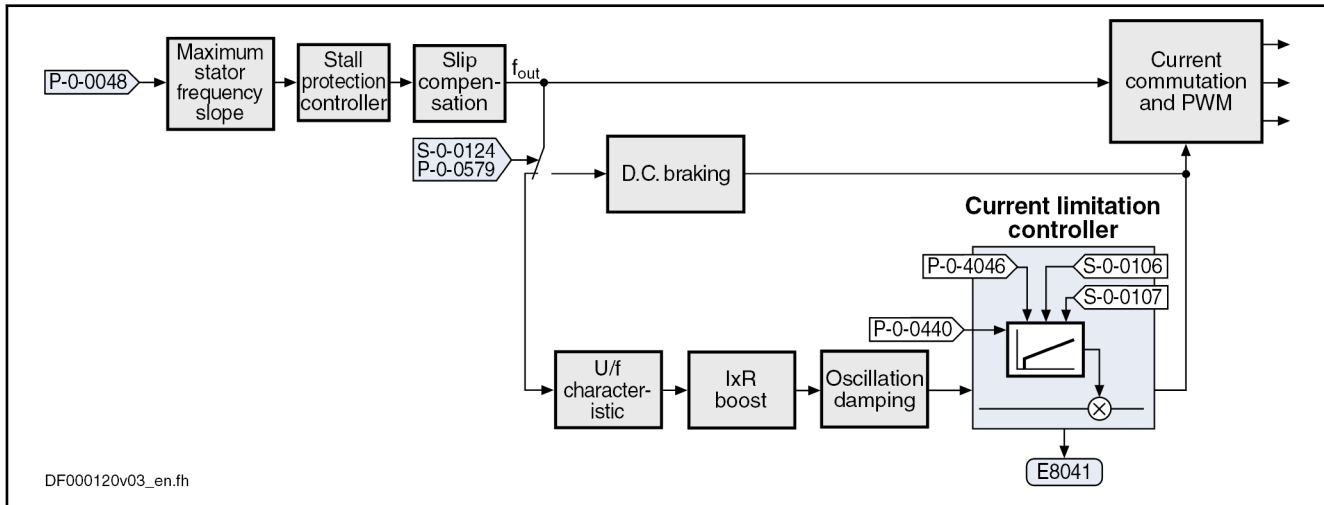 P-0-0048
Maximum
stator
frequency
slope
Stall
protection
controller
Slip
compen-
sation
fout
Current
commutation
and PWM
S-0-0124
P-0-0579
D.C. braking
Current limitation
controller
P-0-4046
S-0-0106
S-0-0107
P-0-0440
U/f
character-
istic
IxR
boost
Oscillation
damping
E8041
DF000120v03_en.fh